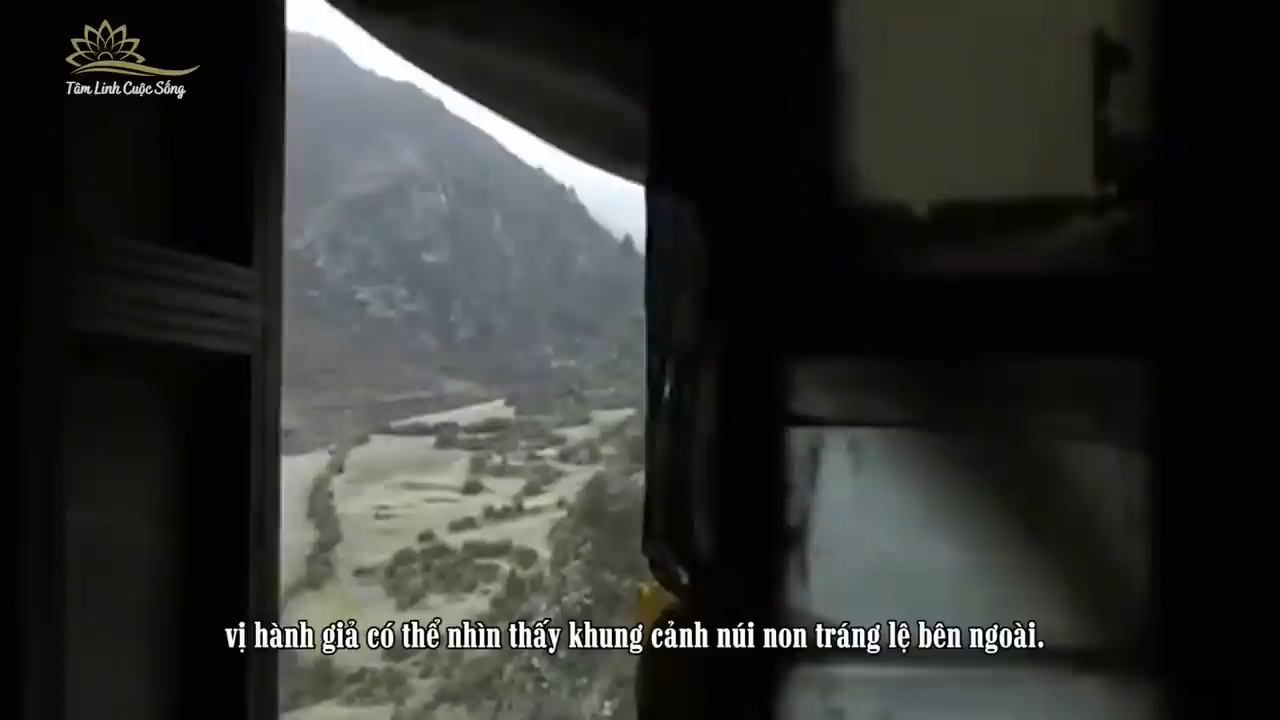 Tâm Linh Cuộc Sống
vị hành giả có thể nhìn thấy khung cảnh núi non tráng lệ bên ngoài.